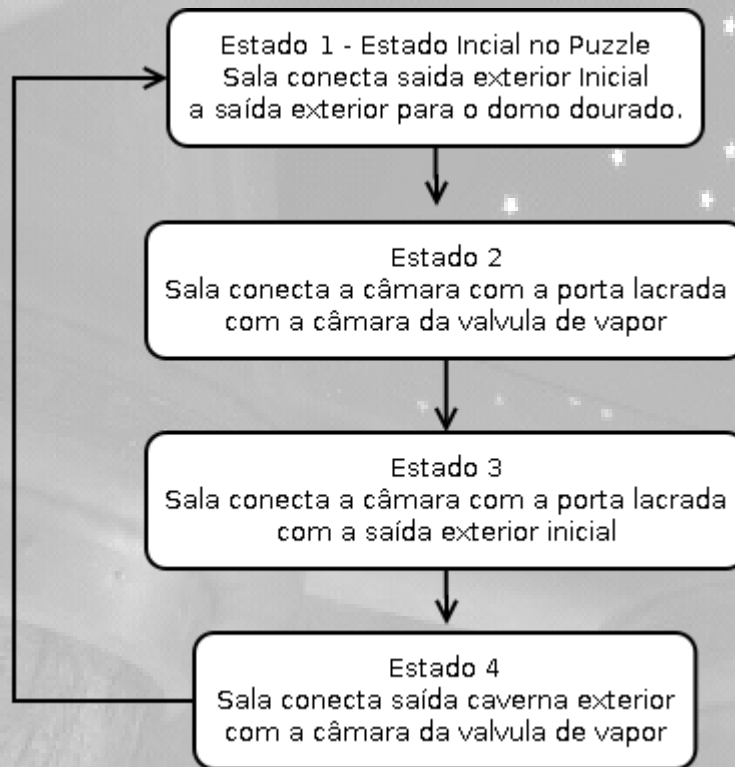 Estado 1 - Estado Incial no Puzzle
Sala conecta saida exterior Inicial
a saída exterior para o domo dourado.
Estado 2
Sala conecta a câmara com a porta lacrada
com a câmara da valvula de vapor
Estado 3
Sala conecta a câmara com a porta lacrada
com a saída exterior inicial
Estado 4
Sala conecta saída caverna exterior
com a câmara da valvula de vapor